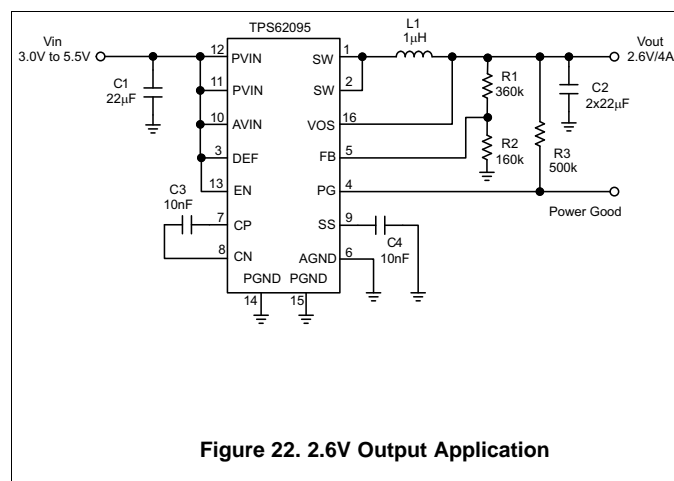 TPS62095
Vin
3.0V to 5.5V
C1
22μF
12
PVIN
11
PVIN
10
AVIN
3
DEF
13
EN
C3
10nF
7
CP
8
CN
PGND
PGND
14
15
1
SW
2
SW
16
VOS
5
FB
4
PG
9
SS
6
AGND
L1
1μH
R1
360k
R2
160k
R3
500k
C2
2x22μF
C4
10nF
Vout
2.6V/4A
Power Good
Figure 22. 2.6V Output Application